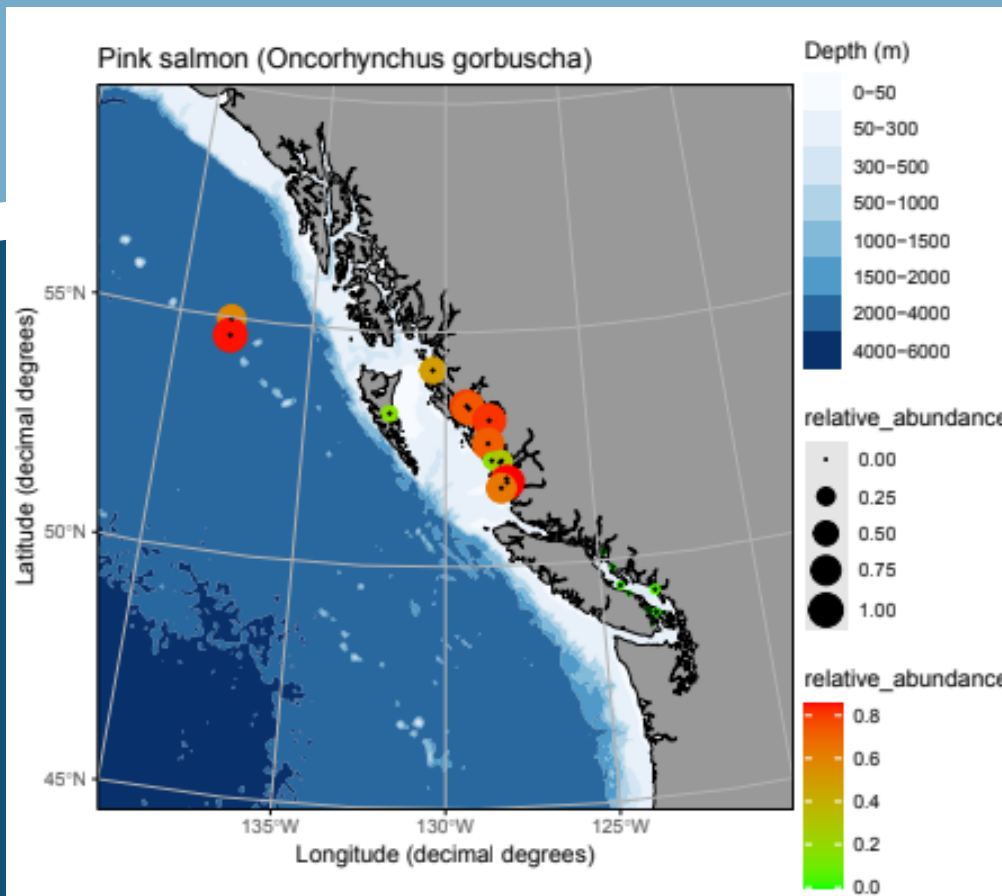 Pink salmon (Oncorhynchus gorbuscha)
Depth (m)
0−50
50−300
300−500
500−1000
1000−1500
1500−2000
2000−4000
4000−6000
relative_abundance
0.00
0.25
0.50
0.75
1.00
relative_abundance
0.8
0.6
0.4
0.2
0.0
55°N
50°N
45°N
Latitude (decimal degrees)
135°W
130°W
125°W
Longitude (decimal degrees)